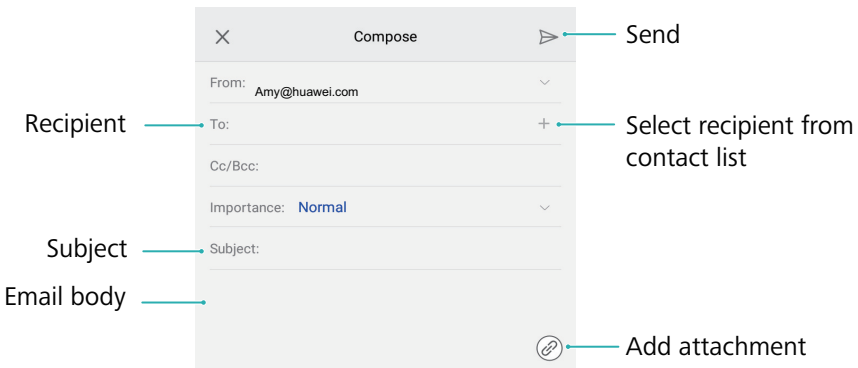 Compose
Send
From: Amy@huawei.com
Recipient
To:
Select recipient from
contact list
Cc/Bcc:
Importance: Normal
Subject
Subject:
Email body
Add attachment